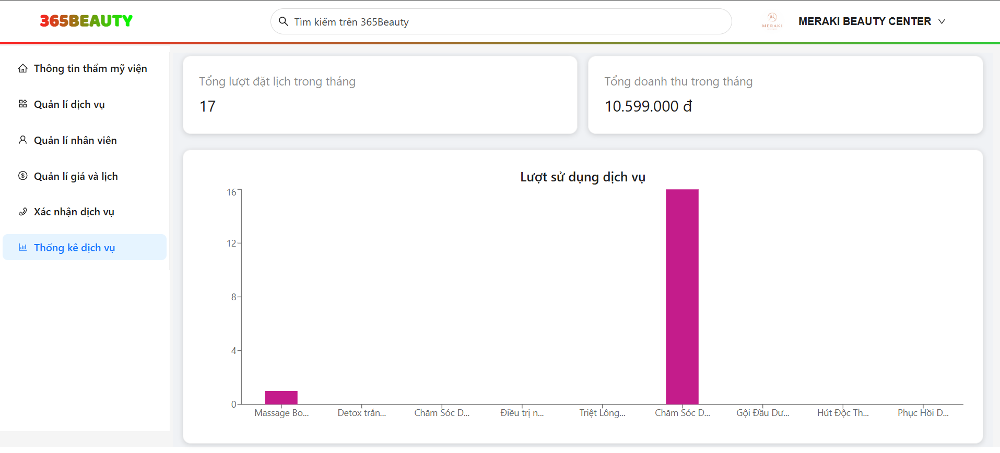 365BEAUTY
Tìm kiếm trên 365Beauty
MERAKI
MERAKI BEAUTY CENTER
Thông tin thẩm mỹ viện
Quản lí dịch vụ
Quản lí nhân viên
Quản lí giá và lịch
Xác nhận dịch vụ
Thống kê dịch vụ
Tổng lượt đặt lịch trong tháng
17
Tổng doanh thu trong tháng
10.599.000 đ
Lượt sử dụng dịch vụ
16
12
8
4
0
Massage Bo...
Detox trắn...
Chăm Sóc D...
Điều trị n...
Triệt Lông...
Chăm Sóc D...
Gội Đầu Dư...
Hút Độc Th...
Phục Hồi D...